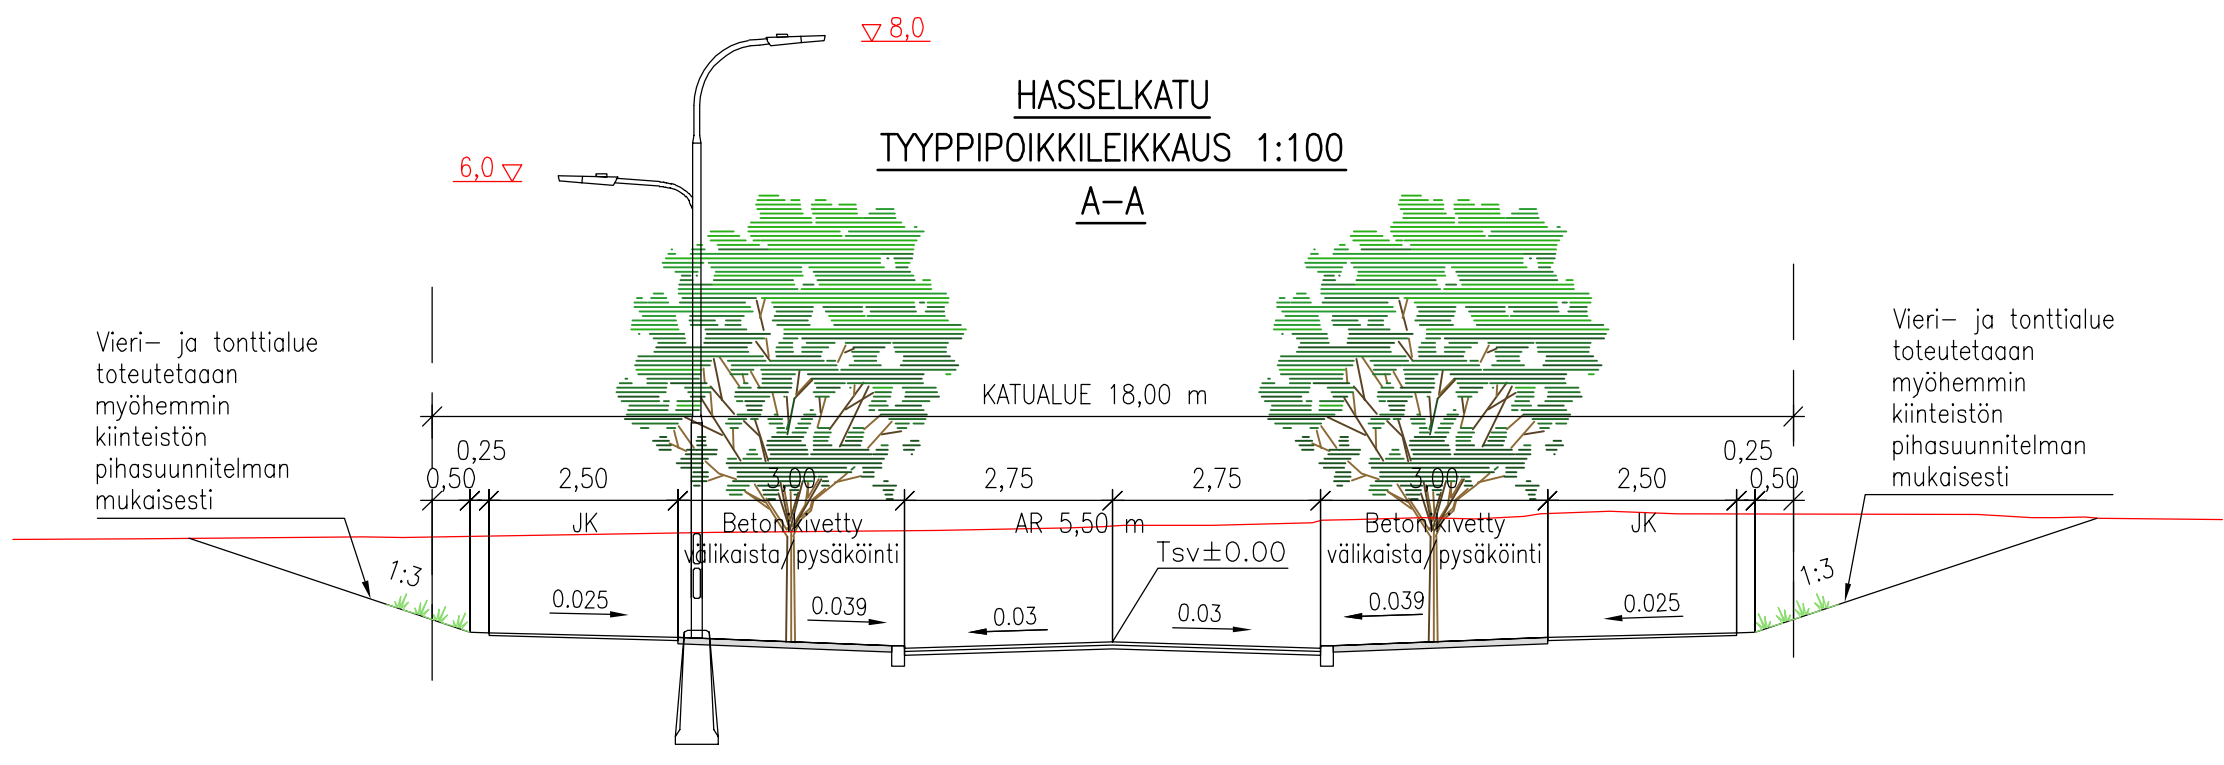 8,0
HASSELKATU
TYYPPIPOIKKILEIKKAUS 1:100
A-A
6,0
Vieri- ja tonttialue
toteutetaaan
myöhemmin
kiinteistön
pihasuunnitelman
mukaisesti
Vieri- ja tonttialue
toteutetaaan
myöhemmin
kiinteistön
pihasuunnitelman
mukaisesti
KATUALUE 18,00 m
0,50 0,25 2,50 3,00 2,75 2,75 3,00 2,50 0,25 0,50
JK
Betonikivetty
välikaista/pysäköinti
AR 5,50 m
Betonikivetty
välikaista/pysäköinti
JK
Tsv±0.00
1:3
1:3
0.025 0.039 0.03 0.03 0.039 0.025